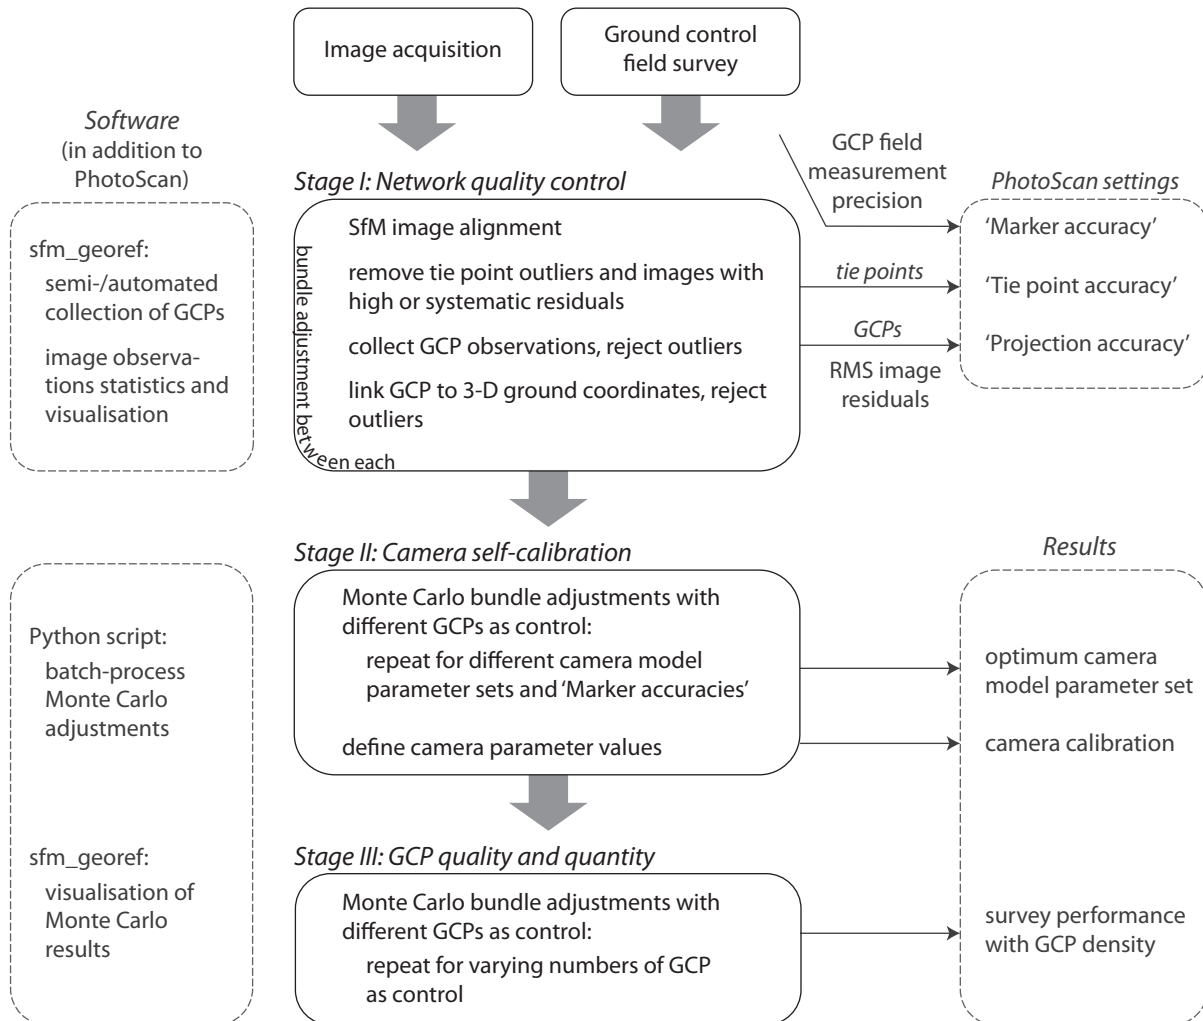 Image acquisition
Ground control
field survey
Software
(in addition to
PhotoScan)
sfm_georef:
semi-/automated
collection of GCPs
image observa-
tions statistics and
visualisation
Stage I: Network quality control
bundle adjustment between each
SfM image alignment
remove tie point outliers and images with
high or systematic residuals
collect GCP observations, reject outliers
link GCP to 3-D ground coordinates, reject
outliers
GCP field
measurement
precision
tie points
GCPs
RMS image
residuals
PhotoScan settings
‘Marker accuracy’
‘Tie point accuracy’
‘Projection accuracy’
Stage II: Camera self-calibration
Monte Carlo bundle adjustments with
different GCPs as control:
repeat for different camera model
parameter sets and ‘Marker accuracies’
define camera parameter values
Python script:
batch-process
Monte Carlo
adjustments
sfm_georef:
visualisation of
Monte Carlo
results
Results
optimum camera
model parameter set
camera calibration
survey performance
with GCP density
Stage III: GCP quality and quantity
Monte Carlo bundle adjustments with
different GCPs as control:
repeat for varying numbers of GCP
as control